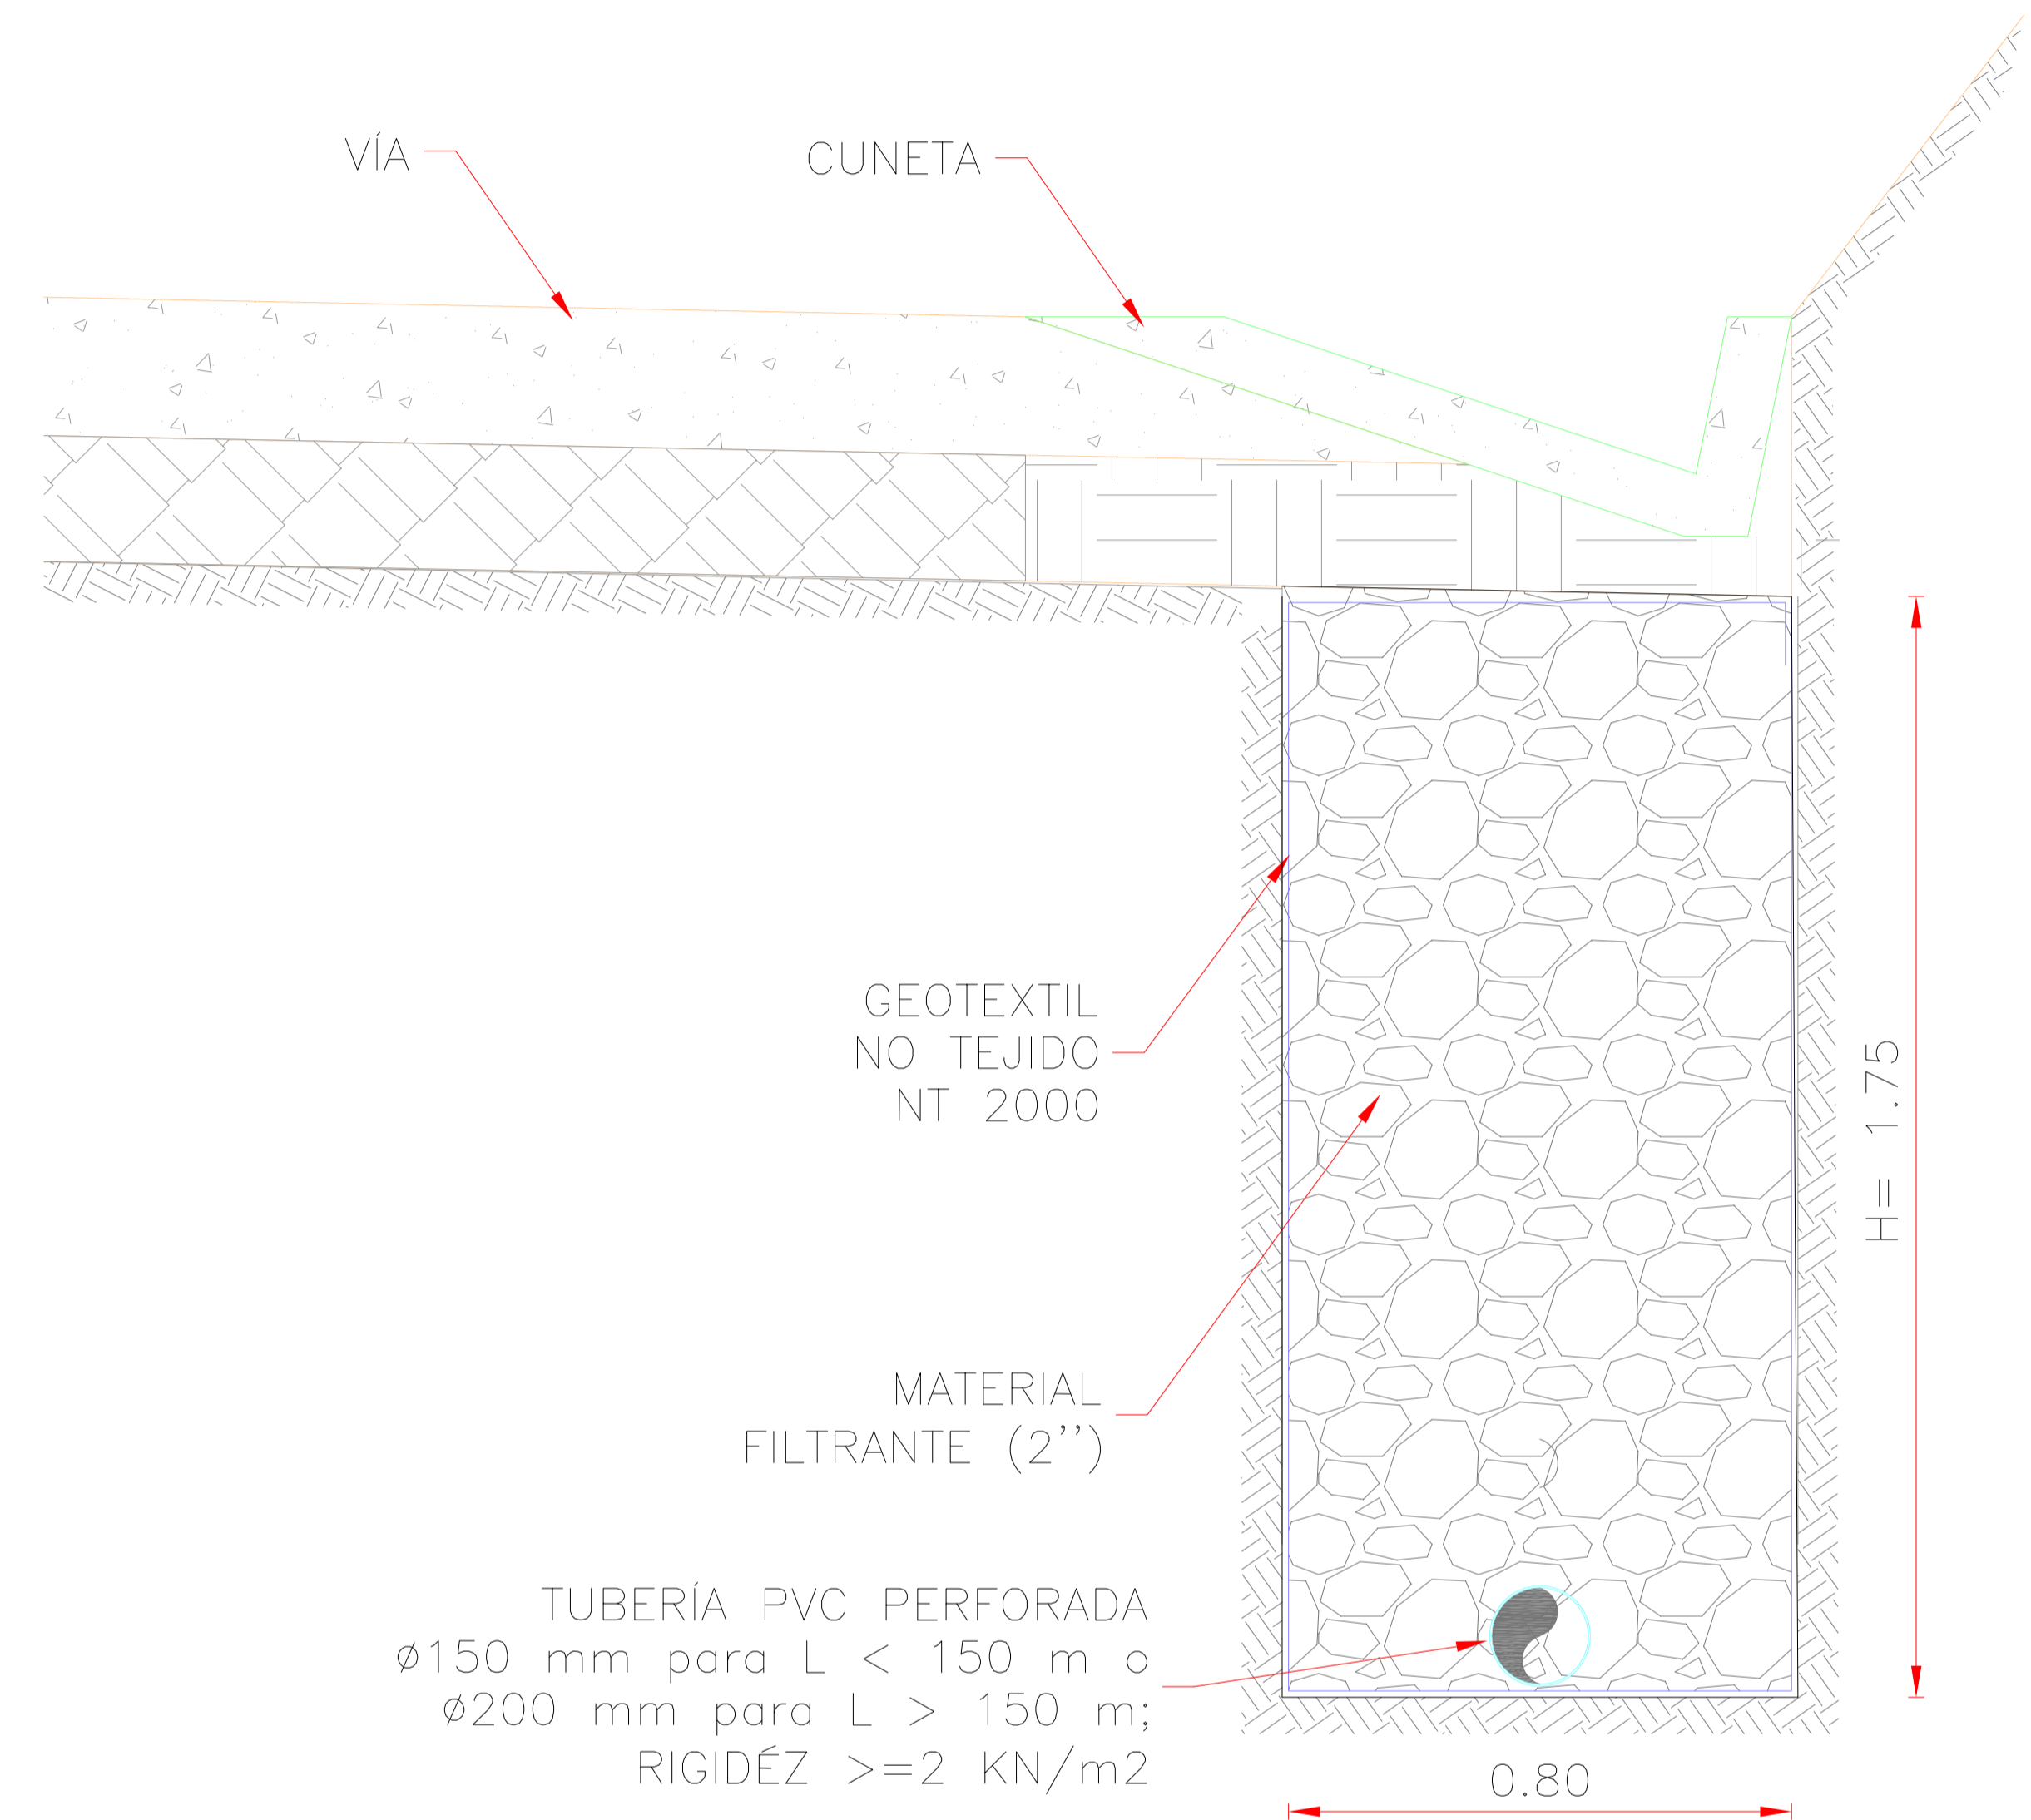 VÍA
CUNETA
GEOTEXTIL
NO TEJIDO
NT 2000
H= 1.75
MATERIAL
FILTRANTE (2’’)
TUBERÍA PVC PERFORADA
ø150 mm para L < 150 m o
ø200 mm para L > 150 m;
RIGIDÉZ >=2 KN/m2
0.80